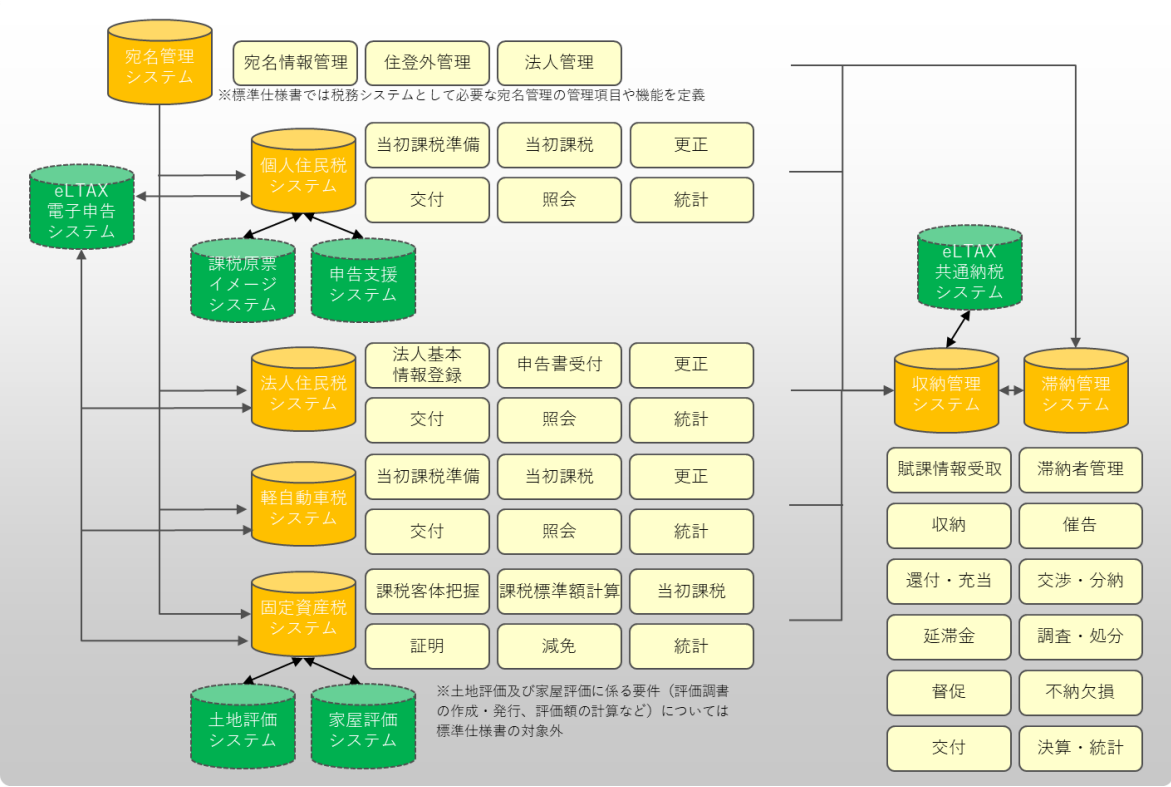 宛名管理
システム
宛名情報管理
住登外管理
法人管理
※標準仕様書では税務システムとして必要な宛名管理の管理項目や機能を定義
個人住民税
システム
当初課税準備
当初課税
更正
交付
照会
統計
eLTAX
電子申告
システム
課税原票
イメージ
システム
申告支援
システム
法人住民税
システム
法人基本
情報登録
申告書受付
更正
交付
照会
統計
軽自動車税
システム
当初課税準備
当初課税
更正
交付
照会
統計
固定資産税
システム
課税客体把握
課税標準額計算
当初課税
証明
減免
統計
土地評価
システム
家屋評価
システム
※土地評価及び家屋評価に係る要件（評価調書
の作成・発行、評価額の計算など）については
標準仕様書の対象外
eLTAX
共通納税
システム
収納管理
システム
滞納管理
システム
賦課情報受取
滞納者管理
収納
催告
還付・充当
交渉・分納
延滞金
調査・処分
督促
不納欠損
交付
決算・統計